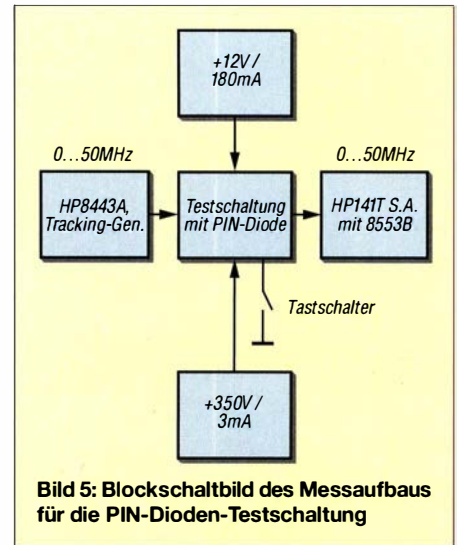 +12V /
180mA
0...50MHz
0...50MHz
HP8443A,
Tracking-Gen.
Testschaltung
mit PIN-Diode
HP141T S.A.
mit 8553B
Tastschalter
+350V /
3mA
Bild 5: Blockschaltbild des Messaufbaus
für die PIN-Dioden-Testschaltung